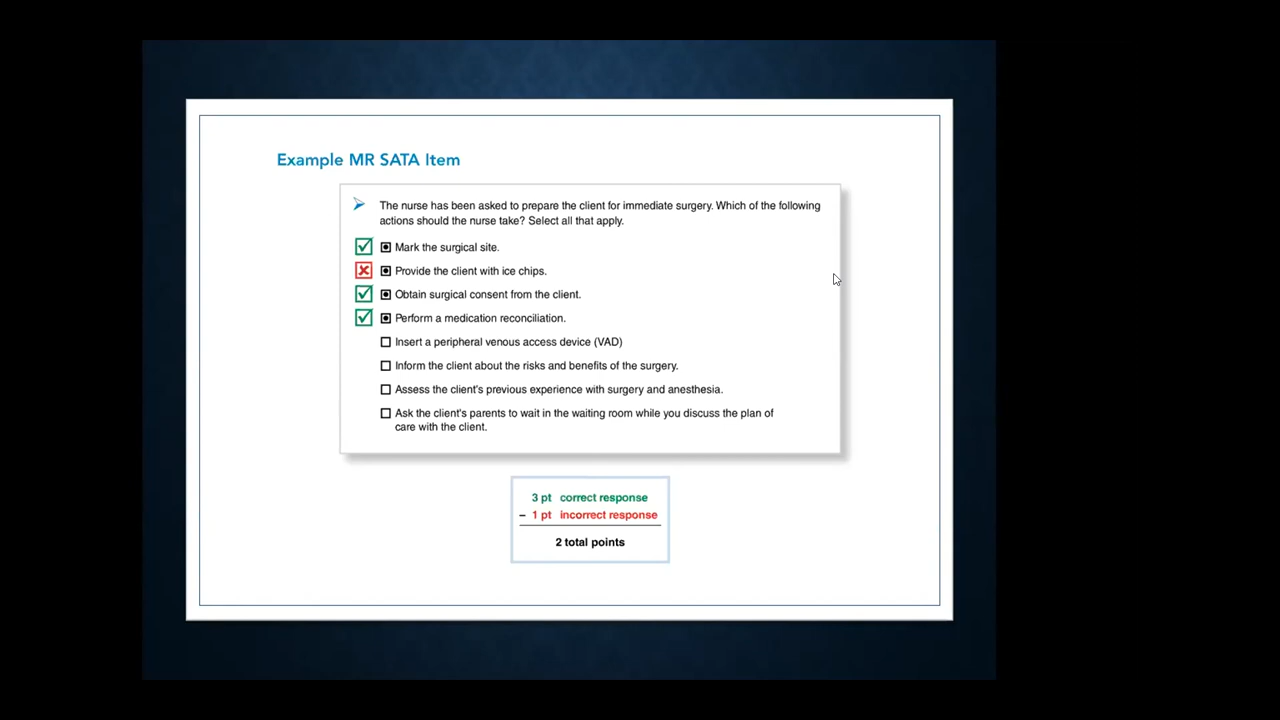 Example MR SATA Item
The nurse has been asked to prepare the client for immediate surgery. Which of the following
actions should the nurse take? Select all that apply.
Mark the surgical site.
Provide the client with ice chips.
Obtain surgical consent from the client.
Perform a medication reconciliation.
Insert a peripheral venous access device (VAD)
Inform the client about the risks and benefits of the surgery.
Assess the client's previous experience with surgery and anesthesia.
Ask the client's parents to wait in the waiting room while you discuss the plan of
care with the client.
3 pt correct response
– 1 pt incorrect response
2 total points